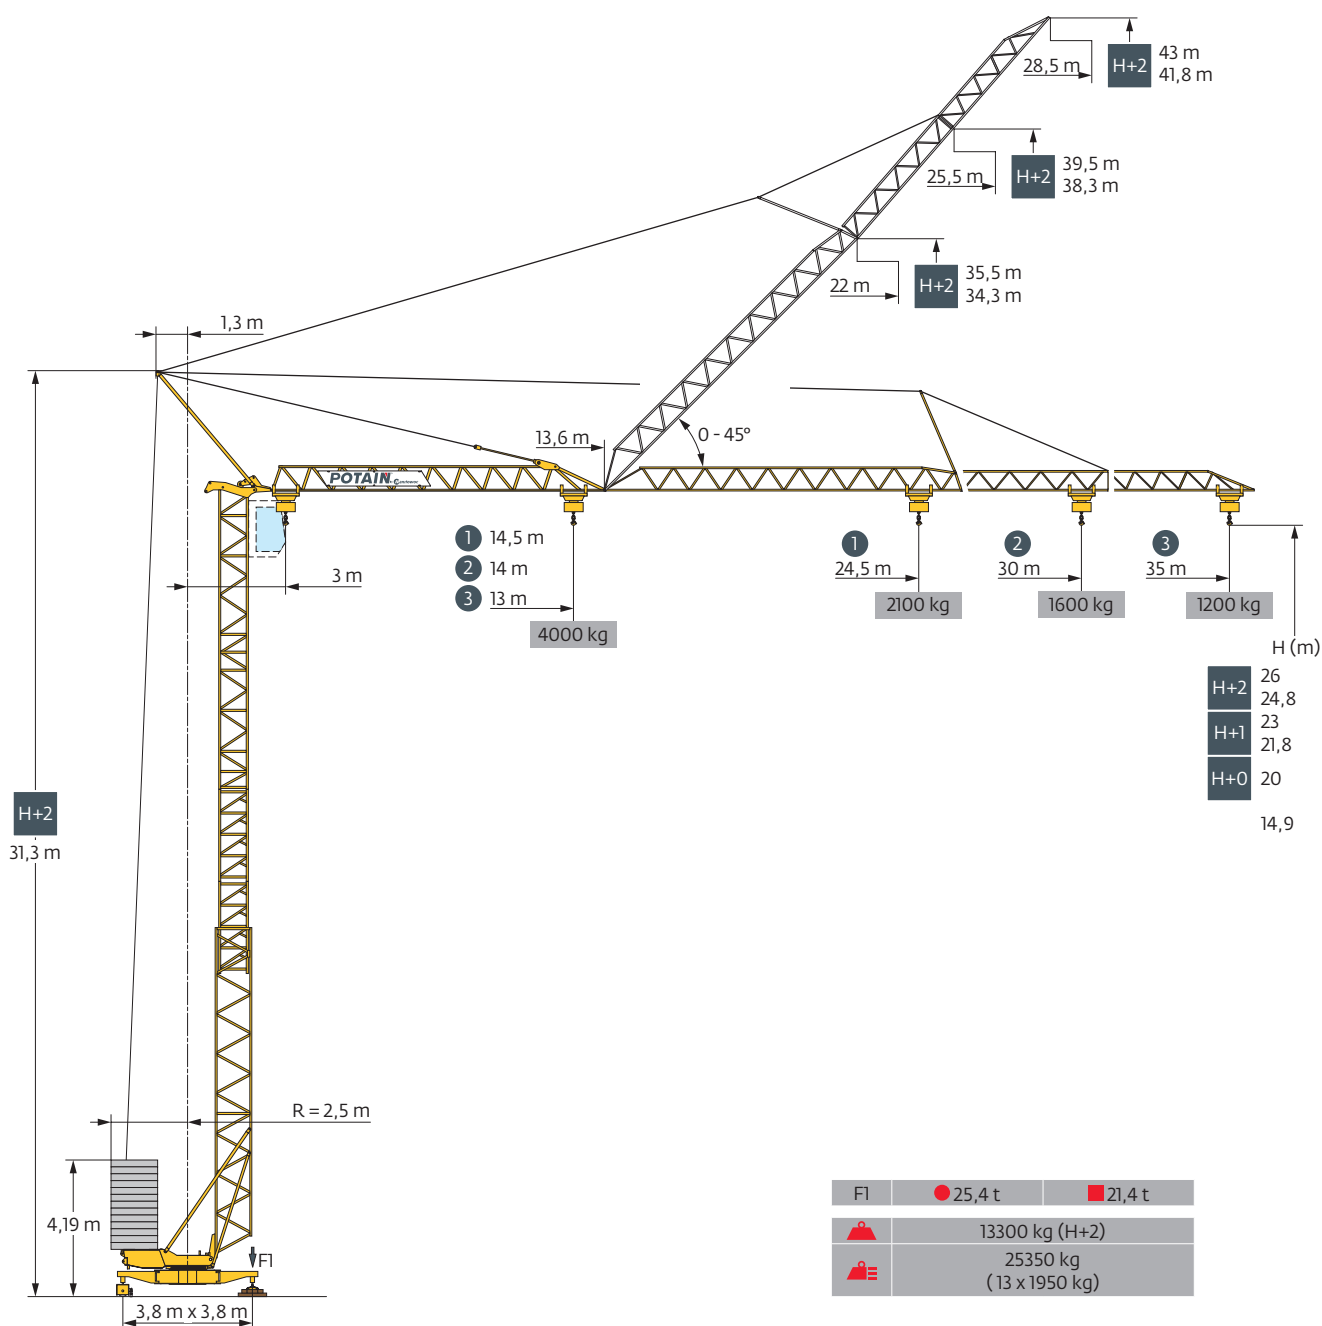 28,5 m
H+2
43 m
41,8 m
25,5 m
H+2
39,5 m
38,3 m
22 m
H+2
35,5 m
34,3 m
1,3 m
13,6 m
0 - 45°
POTAIN
1 14,5 m
2 14 m
3 13 m
4000 kg
3 m
1
24,5 m
2100 kg
2
30 m
1600 kg
3
35 m
1200 kg
H (m)
H+2 26
24,8
H+1 23
21,8
H+0 20
14,9
H+2
31,3 m
R = 2,5 m
4,19 m
F1
3,8 m x 3,8 m
F1 25,4 t 21,4 t
13300 kg (H+2)
25350 kg
( 13 x 1950 kg)